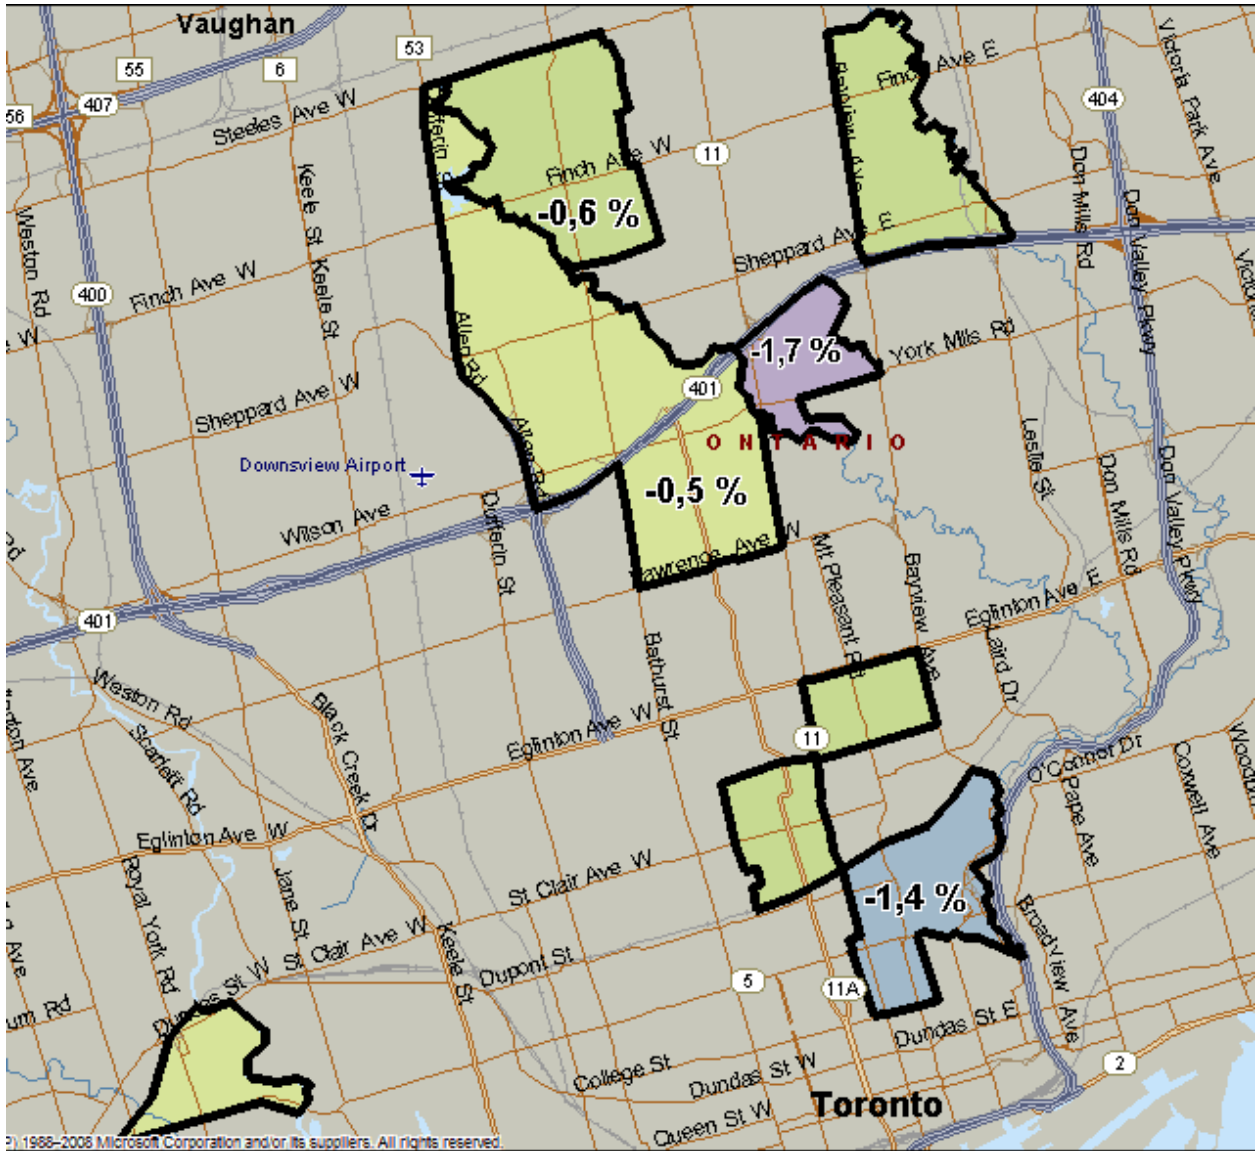 Vaughan
53
55
6
407
56
Steeles Ave W
Finch Ave E
Bayview Ave
404
Victoria Park Ave
11
Finch Ave W
Keele St
Keele St
Don Mills Rd
Don Valley Pkwy
Weston Rd
-0,6 %
Sheppard Ave E
Finch Ave W
400
Allen Rd
-1,7 %
York Mills Rd
401
Sheppard Ave W
Allen Rd
ONTARIO
Downsview Airport
-0,5 %
Leslie St
Don Mills Rd
Don Valley Pkwy
Wilson Ave
Dufferin St
Lawrence Ave W
Mt Pleasant Rd
Bayview Ave
Eglinton Ave E
401
Laird Dr
Bathurst St
Weston Rd
Scarlett Rd
Black Creek Dr
Eglinton Ave W
11
O'Connor Dr
Pape Ave
Coxwell Ave
Eglinton Ave W
Royal York Rd
Jane St
St Clair Ave W
-1,4 %
Broadview Ave
St Clair Ave W
Keele St
Dupont St
5
11A
Dundas St W
Dundas St E
College St
Dundas St W
2
Toronto
Queen St W
1988–2008 Microsoft Corporation and/or its suppliers. All rights reserved.